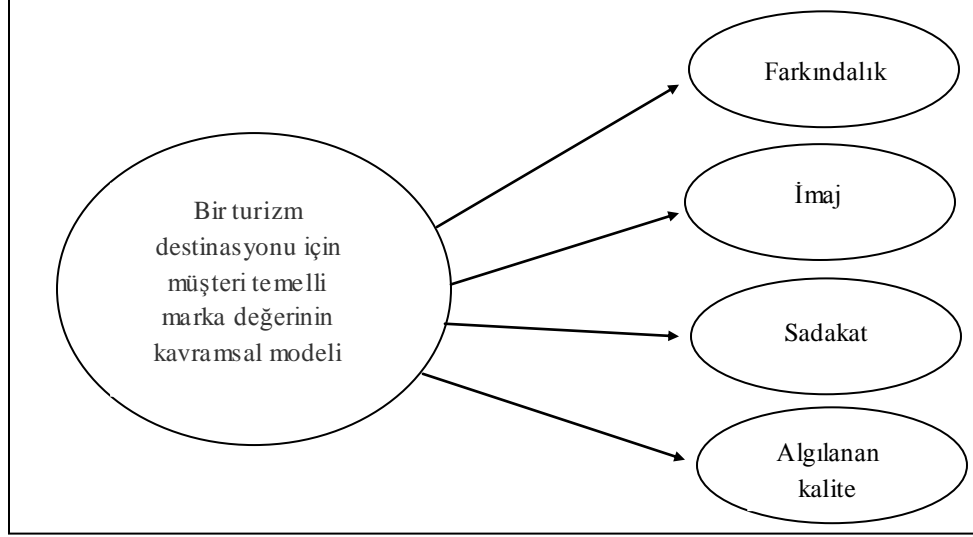 Bir turizm
destinasyonu için
müşteri temelli
marka değerinin
kavramsal modeli
Farkındalık
İmaj
Sadakat
Algılanan
kalite